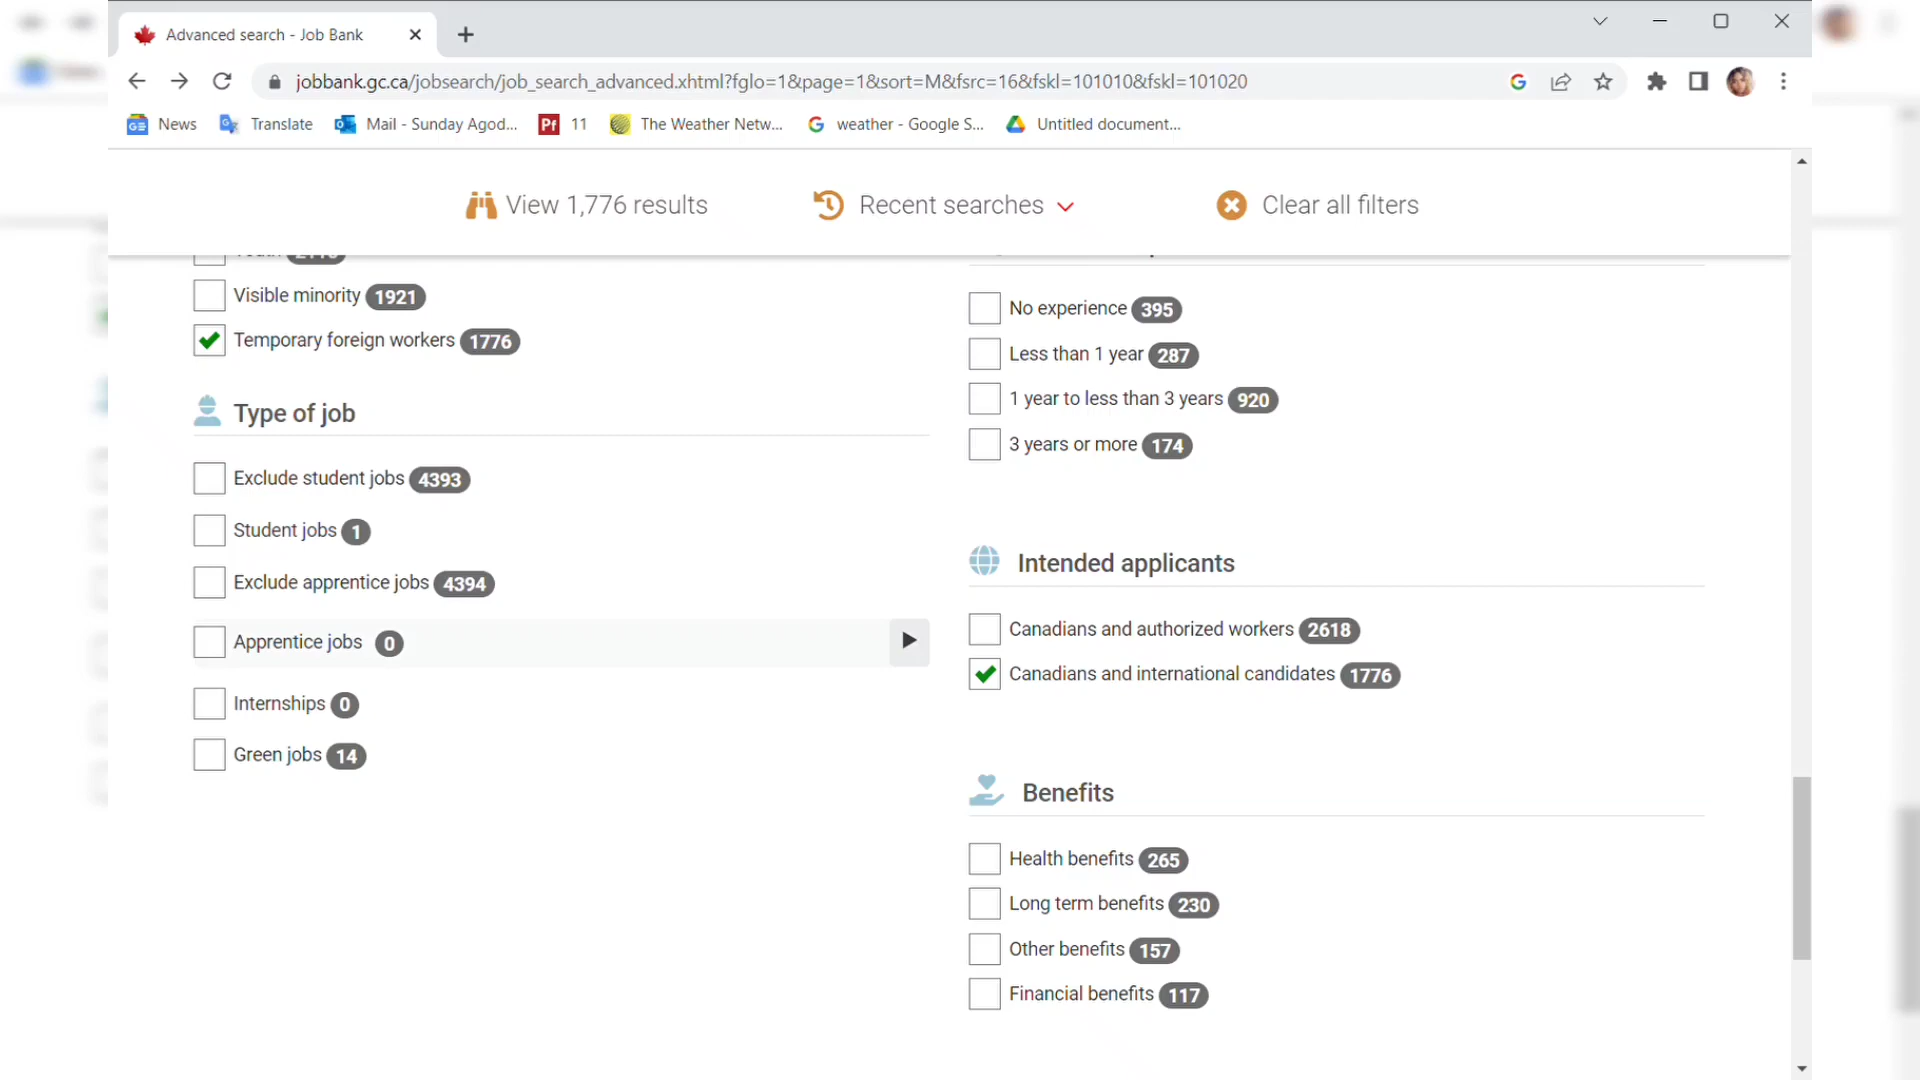 Advanced search - Job Bank
jobbank.gc.ca/jobsearch/job_search_advanced.xhtml?fglo=1&page=1&sort=M&fsrc=16&fskl=101010&fskl=101020
News Translate Mail - Sunday Agod... 11 The Weather Netw... weather - Google S... Untitled document...
View 1,776 results Recent searches Clear all filters
Visible minority 1921
Temporary foreign workers 1776
Type of job
Exclude student jobs 4393
Student jobs 1
Exclude apprentice jobs 4394
Apprentice jobs 0
Internships 0
Green jobs 14
No experience 395
Less than 1 year 287
1 year to less than 3 years 920
3 years or more 174
Intended applicants
Canadians and authorized workers 2618
Canadians and international candidates 1776
Benefits
Health benefits 265
Long term benefits 230
Other benefits 157
Financial benefits 117